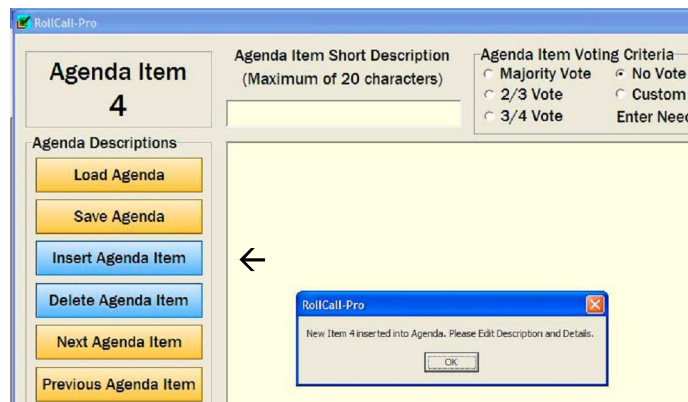 RollCall-Pro
Agenda Item
4
Agenda Item Short Description
(Maximum of 20 characters)
Agenda Item Voting Criteria
Majority Vote
No Vote
2/3 Vote
Custom
3/4 Vote
Enter Need
Agenda Descriptions
Load Agenda
Save Agenda
Insert Agenda Item
←
Delete Agenda Item
Next Agenda Item
Previous Agenda Item
RollCall-Pro
New Item 4 inserted into Agenda. Please Edit Description and Details.
OK